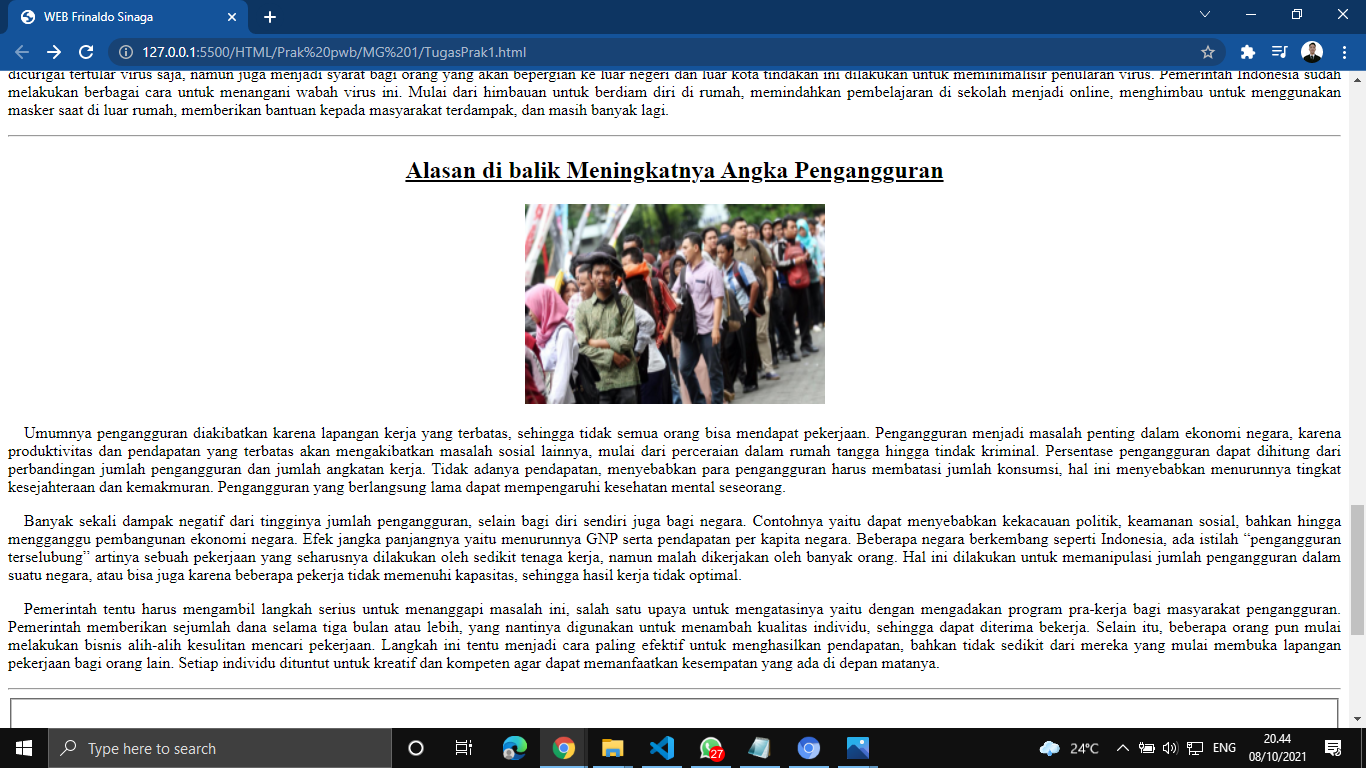 WEB Frinaldo Sinaga
127.0.0.1:5500/HTML/Prak%20pwb/MG%201/TugasPrak1.html
dicurigai tertular virus saja, namun juga menjadi syarat bagi orang yang akan bepergian ke luar negeri dan luar kota tindakan ini dilakukan untuk meminimalisir penularan virus. Pemerintah Indonesia sudah
melakukan berbagai cara untuk menangani wabah virus ini. Mulai dari himbauan untuk berdiam diri di rumah, memindahkan pembelajaran di sekolah menjadi online, menghimbau untuk menggunakan
masker saat di luar rumah, memberikan bantuan kepada masyarakat terdampak, dan masih banyak lagi.
Alasan di balik Meningkatnya Angka Pengangguran
Umumnya pengangguran diakibatkan karena lapangan kerja yang terbatas, sehingga tidak semua orang bisa mendapat pekerjaan. Pengangguran menjadi masalah penting dalam ekonomi negara, karena
produktivitas dan pendapatan yang terbatas akan mengakibatkan masalah sosial lainnya, mulai dari perceraian dalam rumah tangga hingga tindak kriminal. Persentase pengangguran dapat dihitung dari
perbandingan jumlah pengangguran dan jumlah angkatan kerja. Tidak adanya pendapatan, menyebabkan para pengangguran harus membatasi jumlah konsumsi, hal ini menyebabkan menurunnya tingkat
kesejahteraan dan kemakmuran. Pengangguran yang berlangsung lama dapat mempengaruhi kesehatan mental seseorang.
Banyak sekali dampak negatif dari tingginya jumlah pengangguran, selain bagi diri sendiri juga bagi negara. Contohnya yaitu dapat menyebabkan kekacauan politik, keamanan sosial, bahkan hingga
mengganggu pembangunan ekonomi negara. Efek jangka panjangnya yaitu menurunnya GNP serta pendapatan per kapita negara. Beberapa negara berkembang seperti Indonesia, ada istilah “pengangguran
terselubung” artinya sebuah pekerjaan yang seharusnya dilakukan oleh sedikit tenaga kerja, namun malah dikerjakan oleh banyak orang. Hal ini dilakukan untuk memanipulasi jumlah pengangguran dalam
suatu negara, atau bisa juga karena beberapa pekerja tidak memenuhi kapasitas, sehingga hasil kerja tidak optimal.
Pemerintah tentu harus mengambil langkah serius untuk menanggapi masalah ini, salah satu upaya untuk mengatasinya yaitu dengan mengadakan program pra-kerja bagi masyarakat pengangguran.
Pemerintah memberikan sejumlah dana selama tiga bulan atau lebih, yang nantinya digunakan untuk menambah kualitas individu, sehingga dapat diterima bekerja. Selain itu, beberapa orang pun mulai
melakukan bisnis alih-alih kesulitan mencari pekerjaan. Langkah ini tentu menjadi cara paling efektif untuk menghasilkan pendapatan, bahkan tidak sedikit dari mereka yang mulai membuka lapangan
pekerjaan bagi orang lain. Setiap individu dituntut untuk kreatif dan kompeten agar dapat memanfaatkan kesempatan yang ada di depan matanya.
Type here to search
27
24°C
ENG
20.44
08/10/2021